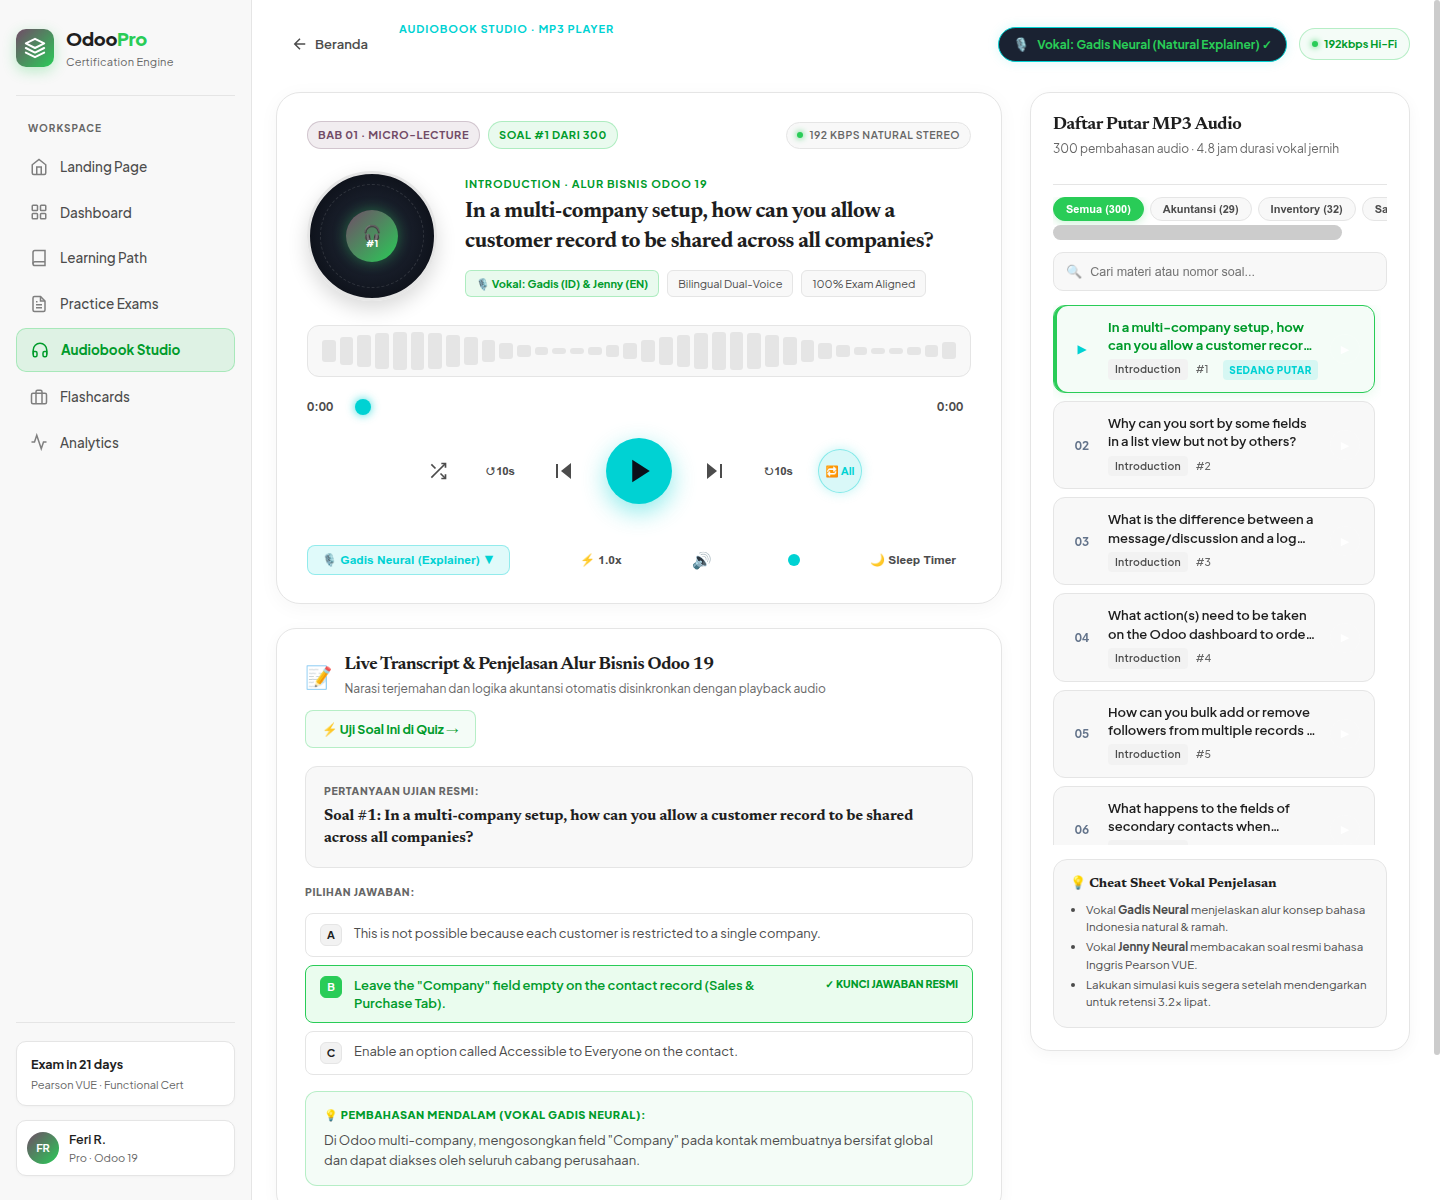 OdooPro
Certification Engine
WORKSPACE
Landing Page
Dashboard
Learning Path
Practice Exams
Audiobook Studio
Flashcards
Analytics
Exam in 21 days
Pearson VUE · Functional Cert
FR
Feri R.
Pro · Odoo 19
← Beranda
AUDIOBOOK STUDIO · MP3 PLAYER
🎙️ Vokal: Gadis Neural (Natural Explainer) ✓
192kbps Hi-Fi
BAB 01 · MICRO-LECTURE
SOAL #1 DARI 300
192 KBPS NATURAL STEREO
🎧
#1
INTRODUCTION · ALUR BISNIS ODOO 19
In a multi-company setup, how can you allow a
customer record to be shared across all companies?
🎙️ Vokal: Gadis (ID) & Jenny (EN)
Bilingual Dual-Voice
100% Exam Aligned
0:00
0:00
↺10s
↻10s
🔁 All
🎙️ Gadis Neural (Explainer) ▼
⚡ 1.0x
🔊
🌙 Sleep Timer
📝 Live Transcript & Penjelasan Alur Bisnis Odoo 19
Narasi terjemahan dan logika akuntansi otomatis disinkronkan dengan playback audio
⚡ Uji Soal Ini di Quiz →
PERTANYAAN UJIAN RESMI:
Soal #1: In a multi-company setup, how can you allow a customer record to be shared
across all companies?
PILIHAN JAWABAN:
A This is not possible because each customer is restricted to a single company.
B Leave the "Company" field empty on the contact record (Sales &
Purchase Tab).
✓ KUNCI JAWABAN RESMI
C Enable an option called Accessible to Everyone on the contact.
💡 PEMBAHASAN MENDALAM (VOKAL GADIS NEURAL):
Di Odoo multi-company, mengosongkan field "Company" pada kontak membuatnya bersifat global
dan dapat diakses oleh seluruh cabang perusahaan.
Daftar Putar MP3 Audio
300 pembahasan audio · 4.8 jam durasi vokal jernih
Semua (300)
Akuntansi (29)
Inventory (32)
Sa
🔍 Cari materi atau nomor soal...
▶
In a multi-company setup, how
can you allow a customer recor…
Introduction #1 SEDANG PUTAR
02
Why can you sort by some fields
in a list view but not by others?
Introduction #2
03
What is the difference between a
message/discussion and a log…
Introduction #3
04
What action(s) need to be taken
on the Odoo dashboard to orde…
Introduction #4
05
How can you bulk add or remove
followers from multiple records …
Introduction #5
06
What happens to the fields of
secondary contacts when…
💡 Cheat Sheet Vokal Penjelasan
• Vokal Gadis Neural menjelaskan alur konsep bahasa
Indonesia natural & ramah.
• Vokal Jenny Neural membacakan soal resmi bahasa
Inggris Pearson VUE.
• Lakukan simulasi kuis segera setelah mendengarkan
untuk retensi 3.2x lipat.